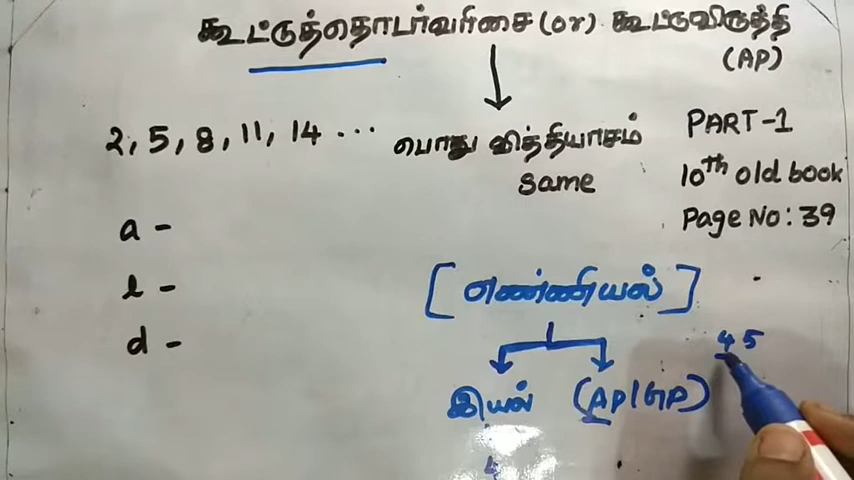 கூட்டுத்தொடர்வரிசை (or) கூட்டுவிருத்தி
(AP)
2, 5, 8, 11, 14 ...
பொது வித்தியாசம்
same
PART-1
10th old book
Page No: 39
a -
l -
d -
[எண்ணியல்]
45
இயல் (AP/GP)
4